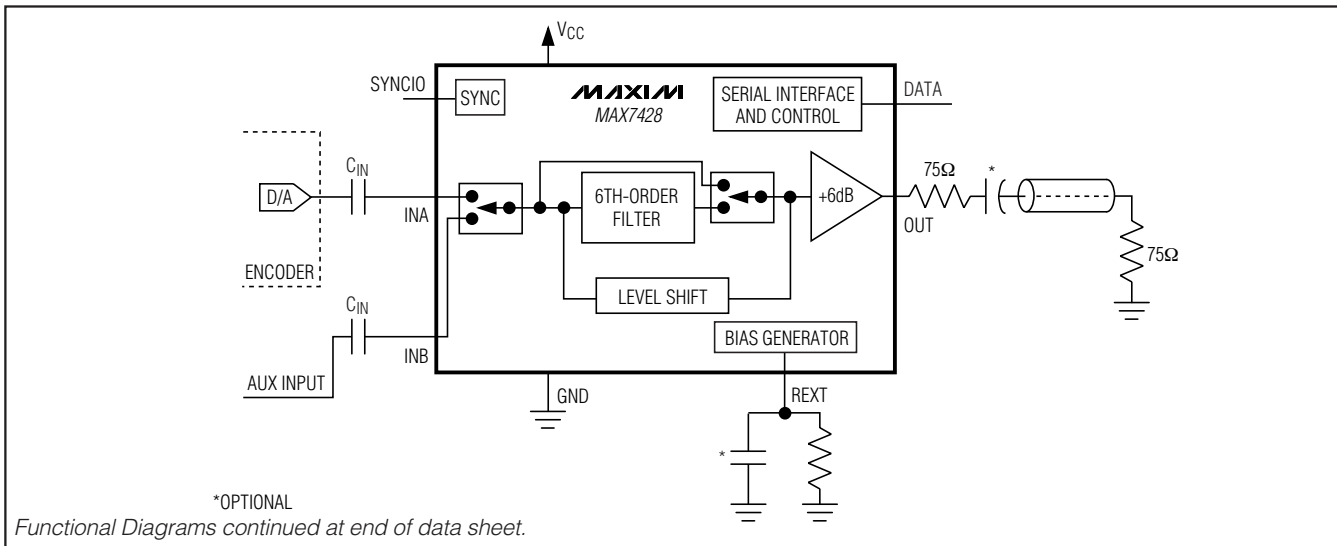 VCC
SYNCIO
SYNC
MAXIM
MAX7428
SERIAL INTERFACE
AND CONTROL
DATA
D/A
CIN
INA
6TH-ORDER
FILTER
+6dB
75Ω
*
OUT
75Ω
ENCODER
LEVEL SHIFT
CIN
INB
BIAS GENERATOR
AUX INPUT
GND
REXT
*
*OPTIONAL
Functional Diagrams continued at end of data sheet.